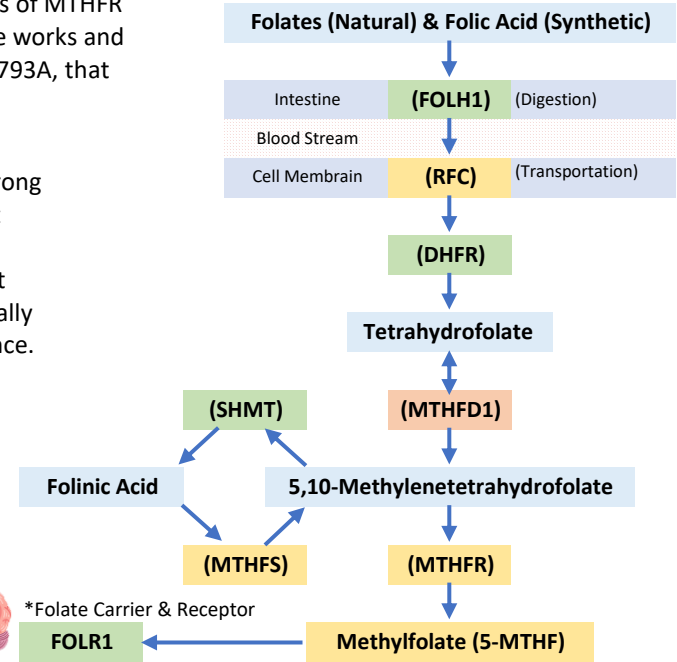 s of MTHFR
e works and
793A, that
rong
t
ally
nce.
Folates (Natural) & Folic Acid (Synthetic)
Intestine (FOLH1) (Digestion)
Blood Stream
Cell Membrain (RFC) (Transportation)
(DHFR)
Tetrahydrofolate
(SHMT) (MTHFD1)
Folinic Acid 5,10-Methylenetetrahydrofolate
(MTHFS) (MTHFR)
*Folate Carrier & Receptor
FOLR1 Methylfolate (5-MTHF)